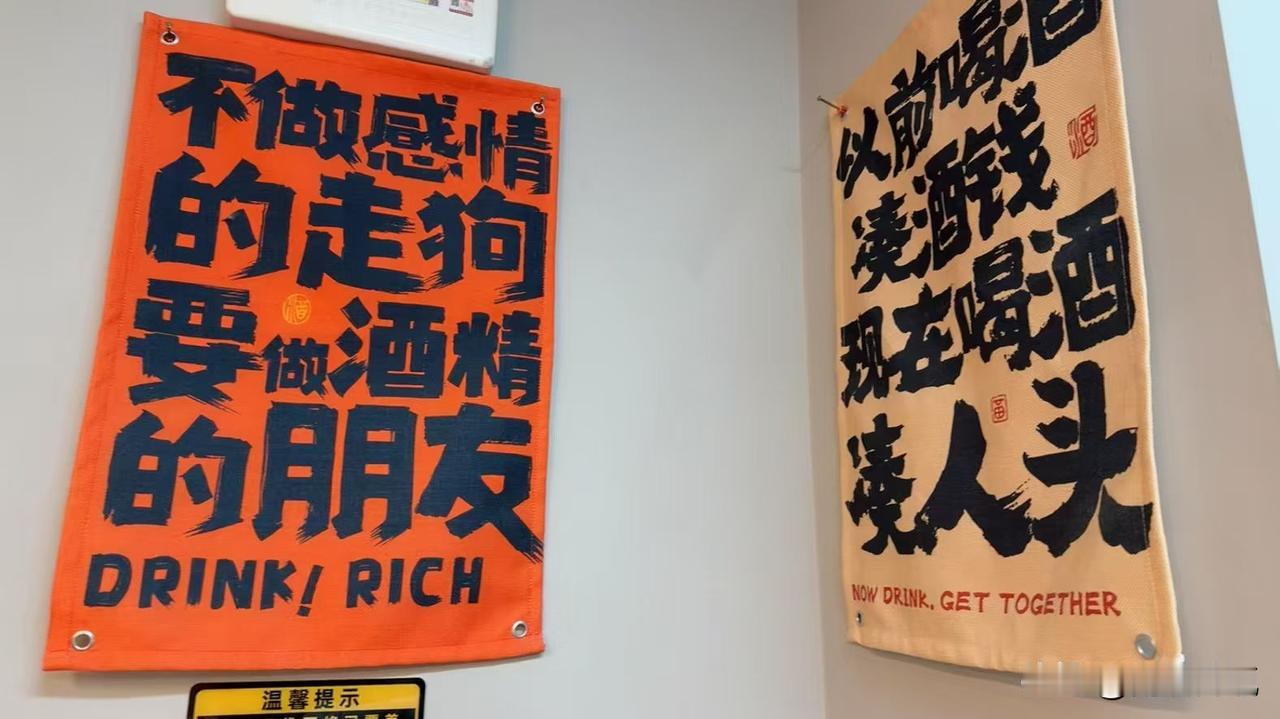 不做感情
的走狗
要做酒精
的朋友
DRINK! RICH
温馨提示
以前喝酒
凑酒钱
酒
现在喝酒
凑人头
NOW DRINK. GET TOGETHER